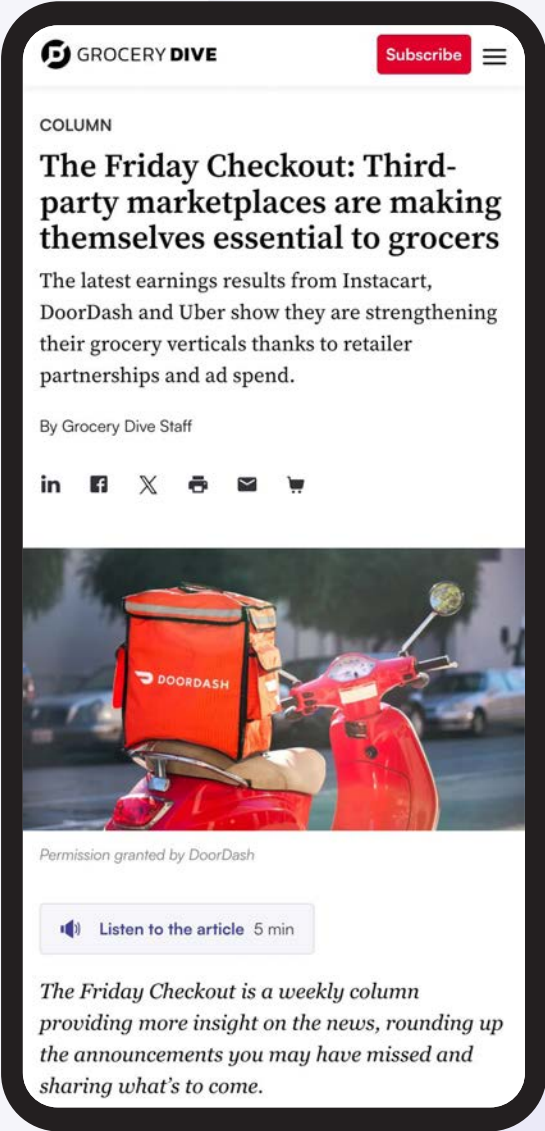 GROCERY DIVE
Subscribe
COLUMN
The Friday Checkout: Third-
party marketplaces are making
themselves essential to grocers
The latest earnings results from Instacart,
DoorDash and Uber show they are strengthening
their grocery verticals thanks to retailer
partnerships and ad spend.
By Grocery Dive Staff
DOORDASH
Permission granted by DoorDash
Listen to the article 5 min
The Friday Checkout is a weekly column
providing more insight on the news, rounding up
the announcements you may have missed and
sharing what’s to come.